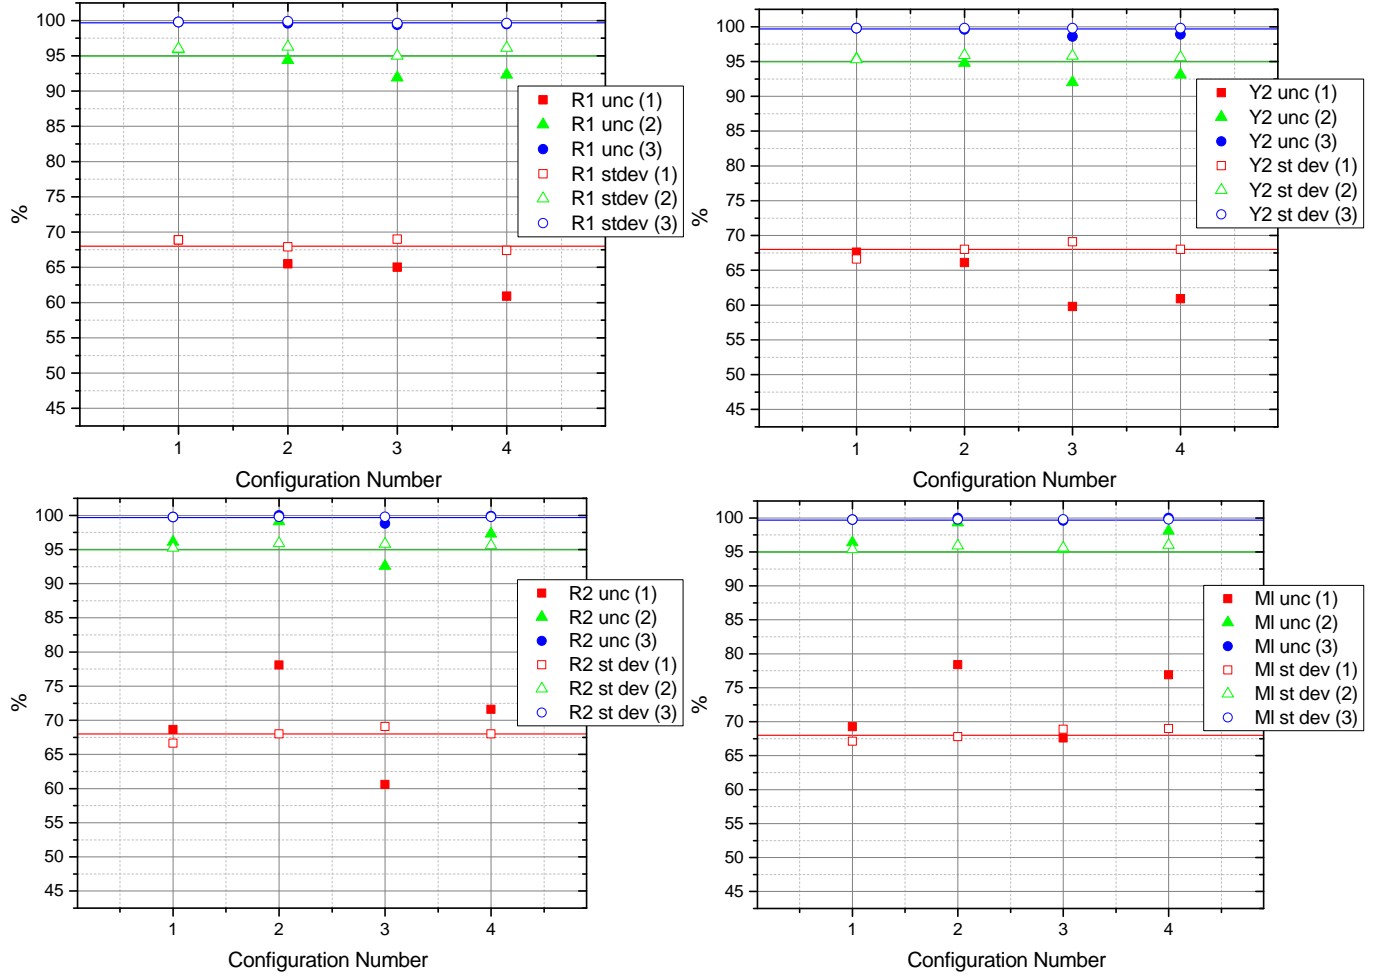 100
95
90
85
80
75
70
65
60
55
50
45
%
1 2 3 4
Configuration Number
R1 unc (1)
R1 unc (2)
R1 unc (3)
R1 stdev (1)
R1 stdev (2)
R1 stdev (3)
100
95
90
85
80
75
70
65
60
55
50
45
%
1 2 3 4
Configuration Number
Y2 unc (1)
Y2 unc (2)
Y2 unc (3)
Y2 st dev (1)
Y2 st dev (2)
Y2 st dev (3)
100
95
90
85
80
75
70
65
60
55
50
45
%
1 2 3 4
Configuration Number
R2 unc (1)
R2 unc (2)
R2 unc (3)
R2 st dev (1)
R2 st dev (2)
R2 st dev (3)
100
95
90
85
80
75
70
65
60
55
50
45
%
1 2 3 4
Configuration Number
MI unc (1)
MI unc (2)
MI unc (3)
MI st dev (1)
MI st dev (2)
MI st dev (3)